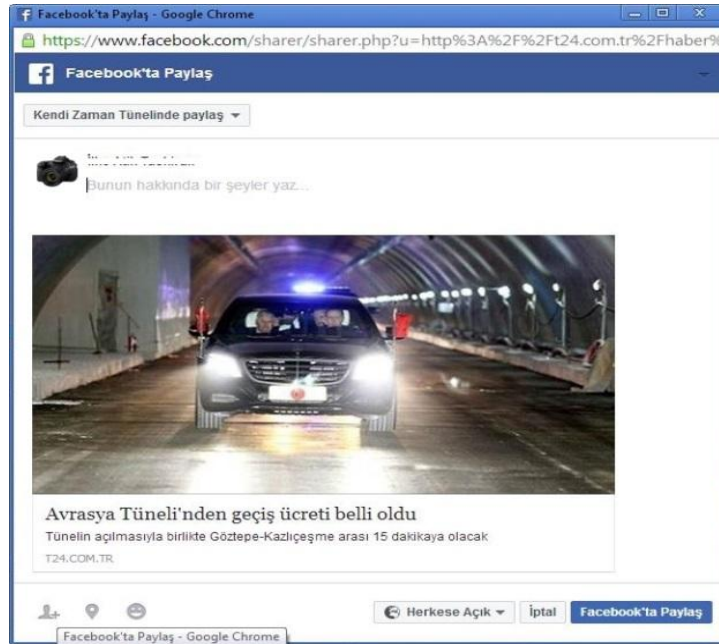 Facebook'ta Paylaş - Google Chrome
https://www.facebook.com/sharer/sharer.php?u=http%3A%2F%2Ft24.com.tr%2Fhaber%
Facebook'ta Paylaş
Kendi Zaman Tünelinde paylaş
Bunun hakkında bir şeyler yaz...
Avrasya Tüneli'nden geçiş ücreti belli oldu
Tünelin açılmasıyla birlikte Göztepe-Kazlıçeşme arası 15 dakikaya olacak
T24.COM.TR
Herkese Açık İptal Facebook'ta Paylaş
Facebook'ta Paylaş - Google Chrome